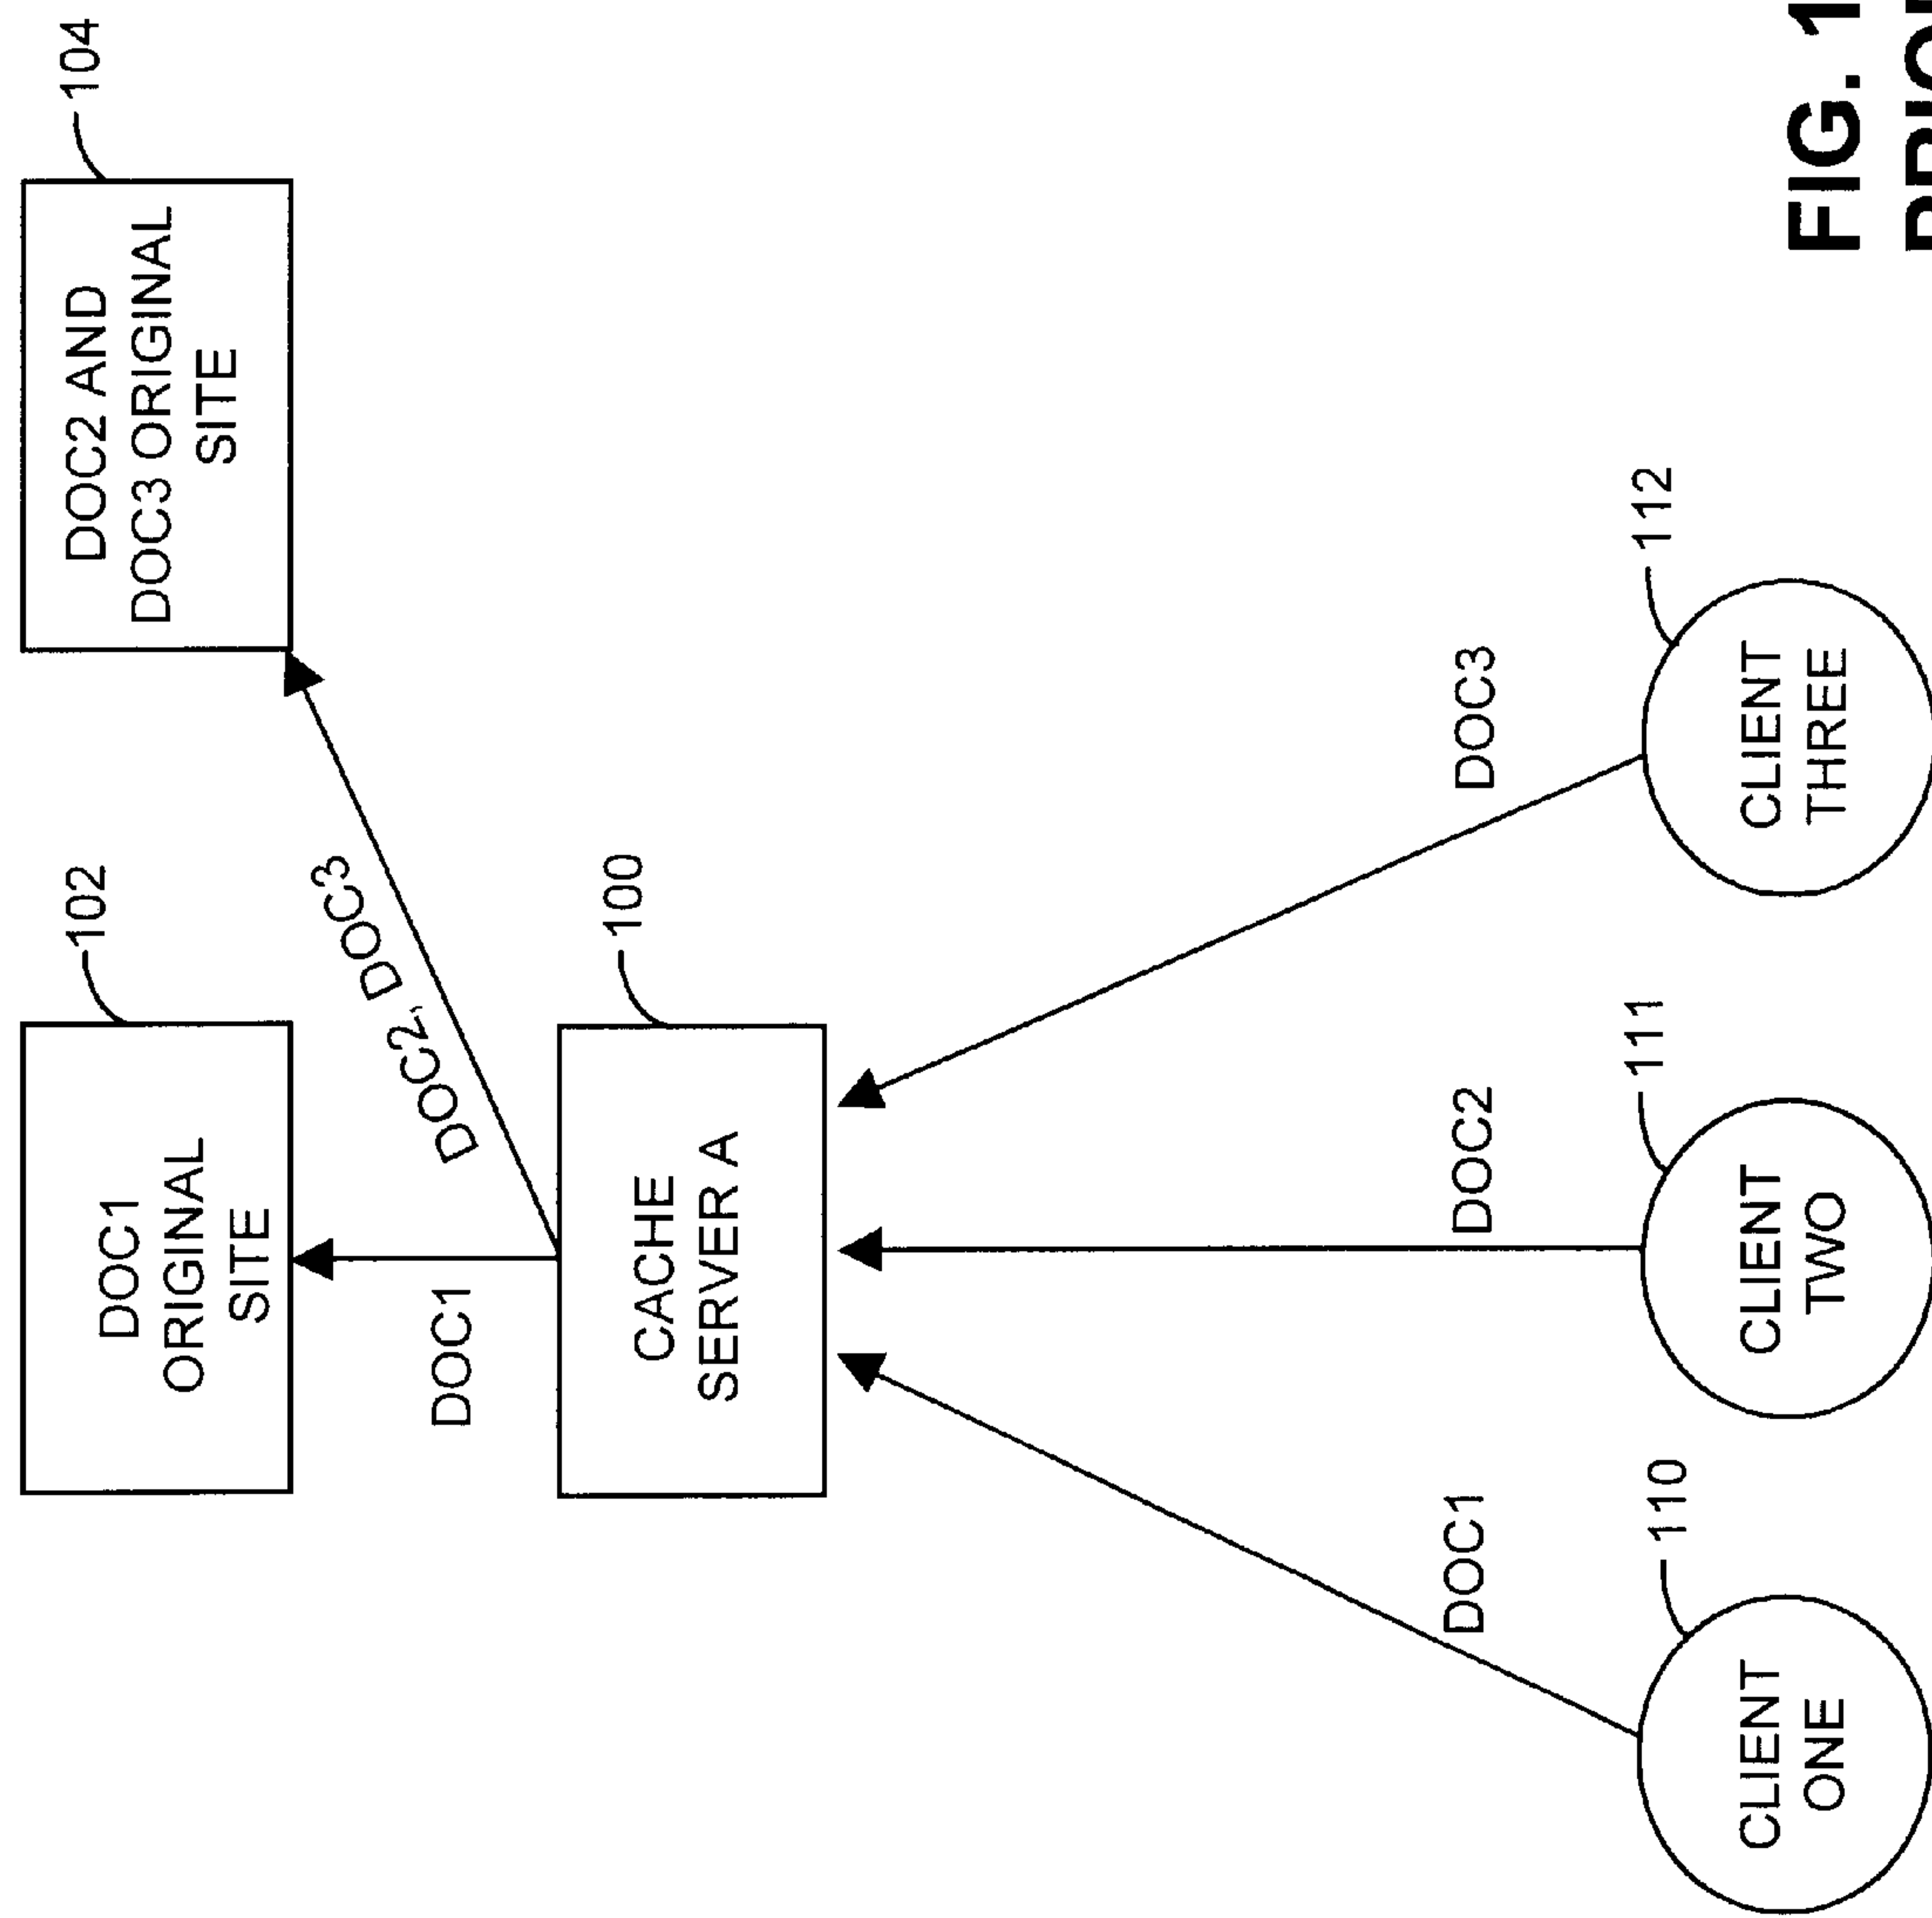 102
104
DOC1
ORIGINAL
SITE
DOC2 AND
DOC3 ORIGINAL
SITE
DOC1
DOC2, DOC3
100
CACHE
SERVER A
DOC1
DOC2
DOC3
110
111
112
CLIENT
ONE
CLIENT
TWO
CLIENT
THREE
FIG. 1